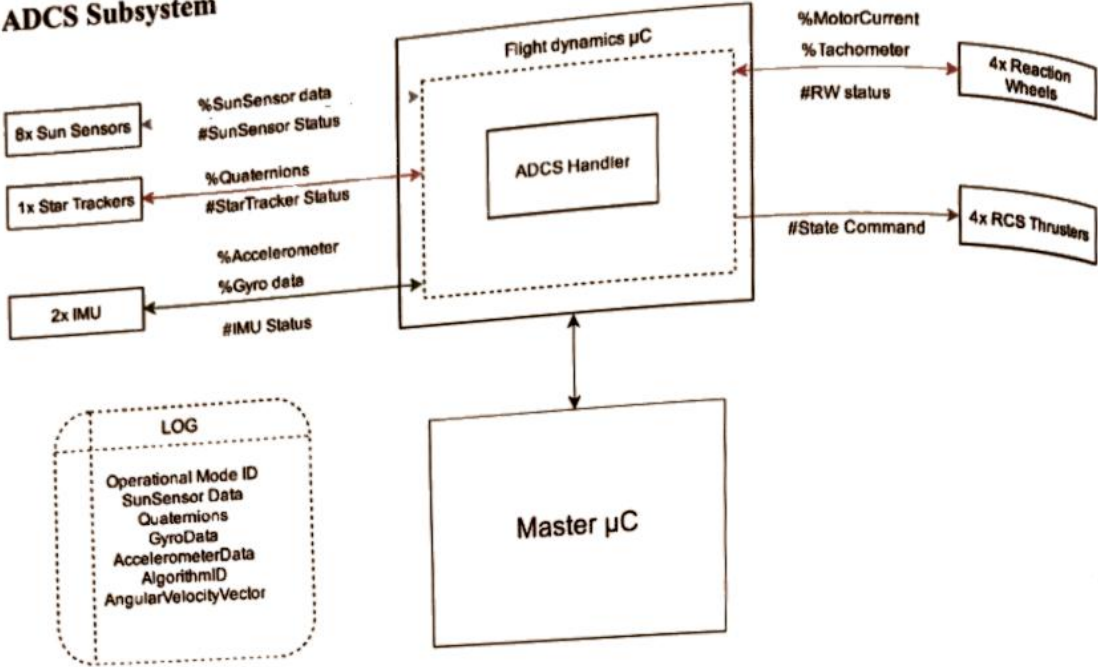 ADCS Subsystem
Flight dynamics µC
ADCS Handler
%MotorCurrent
%Tachometer
#RW status
4x Reaction
Wheels
%SunSensor data
#SunSensor Status
1x Star Trackers
%Quaternions
#StarTracker Status
%Accelerometer
%Gyro data
#IMU Status
2x IMU
#State Command
4x RCS Thrusters
LOG
Operational Mode ID
SunSensor Data
Quaternions
GyroData
AccelerometerData
AlgorithmID
AngularVelocityVector
Master µC
Sun Sensors